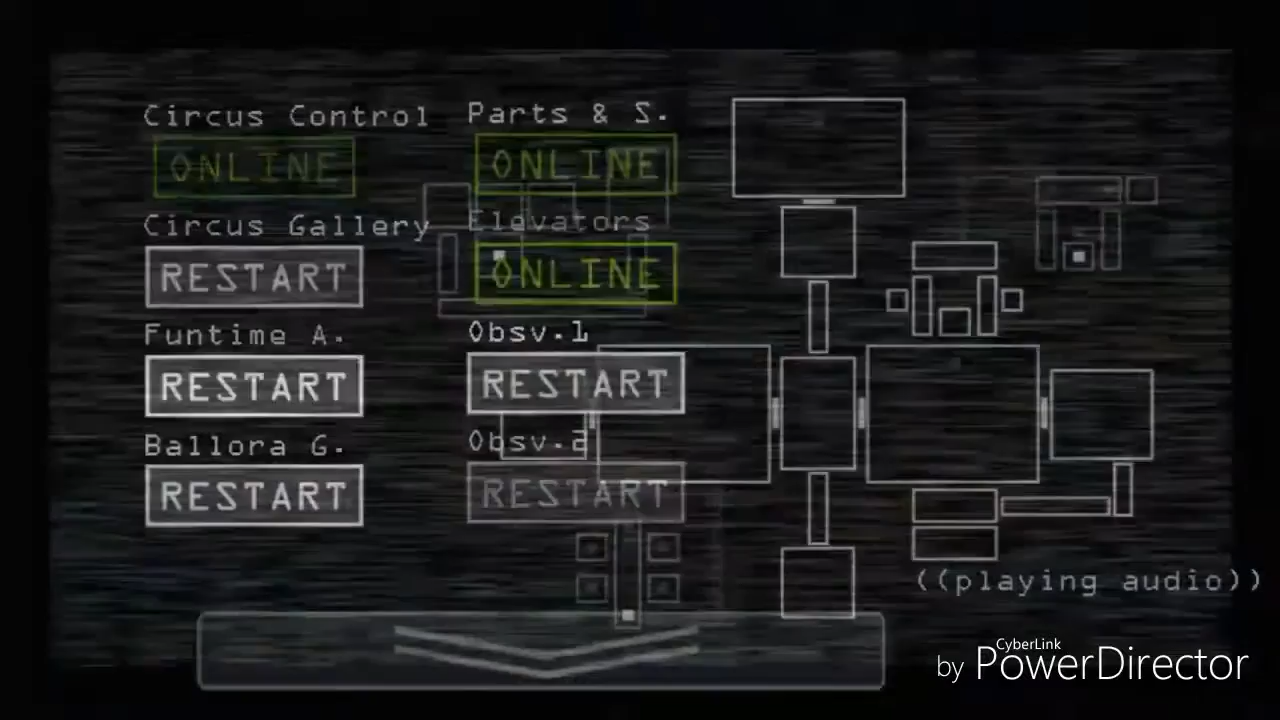 Circus Control
ONLINE
Circus Gallery
RESTART
Funtime A.
RESTART
Ballora G.
RESTART
Parts & S.
ONLINE
Elevators
ONLINE
Obsv.1
RESTART
Obsv.2
RESTART
((playing audio))
CyberLink
by PowerDirector